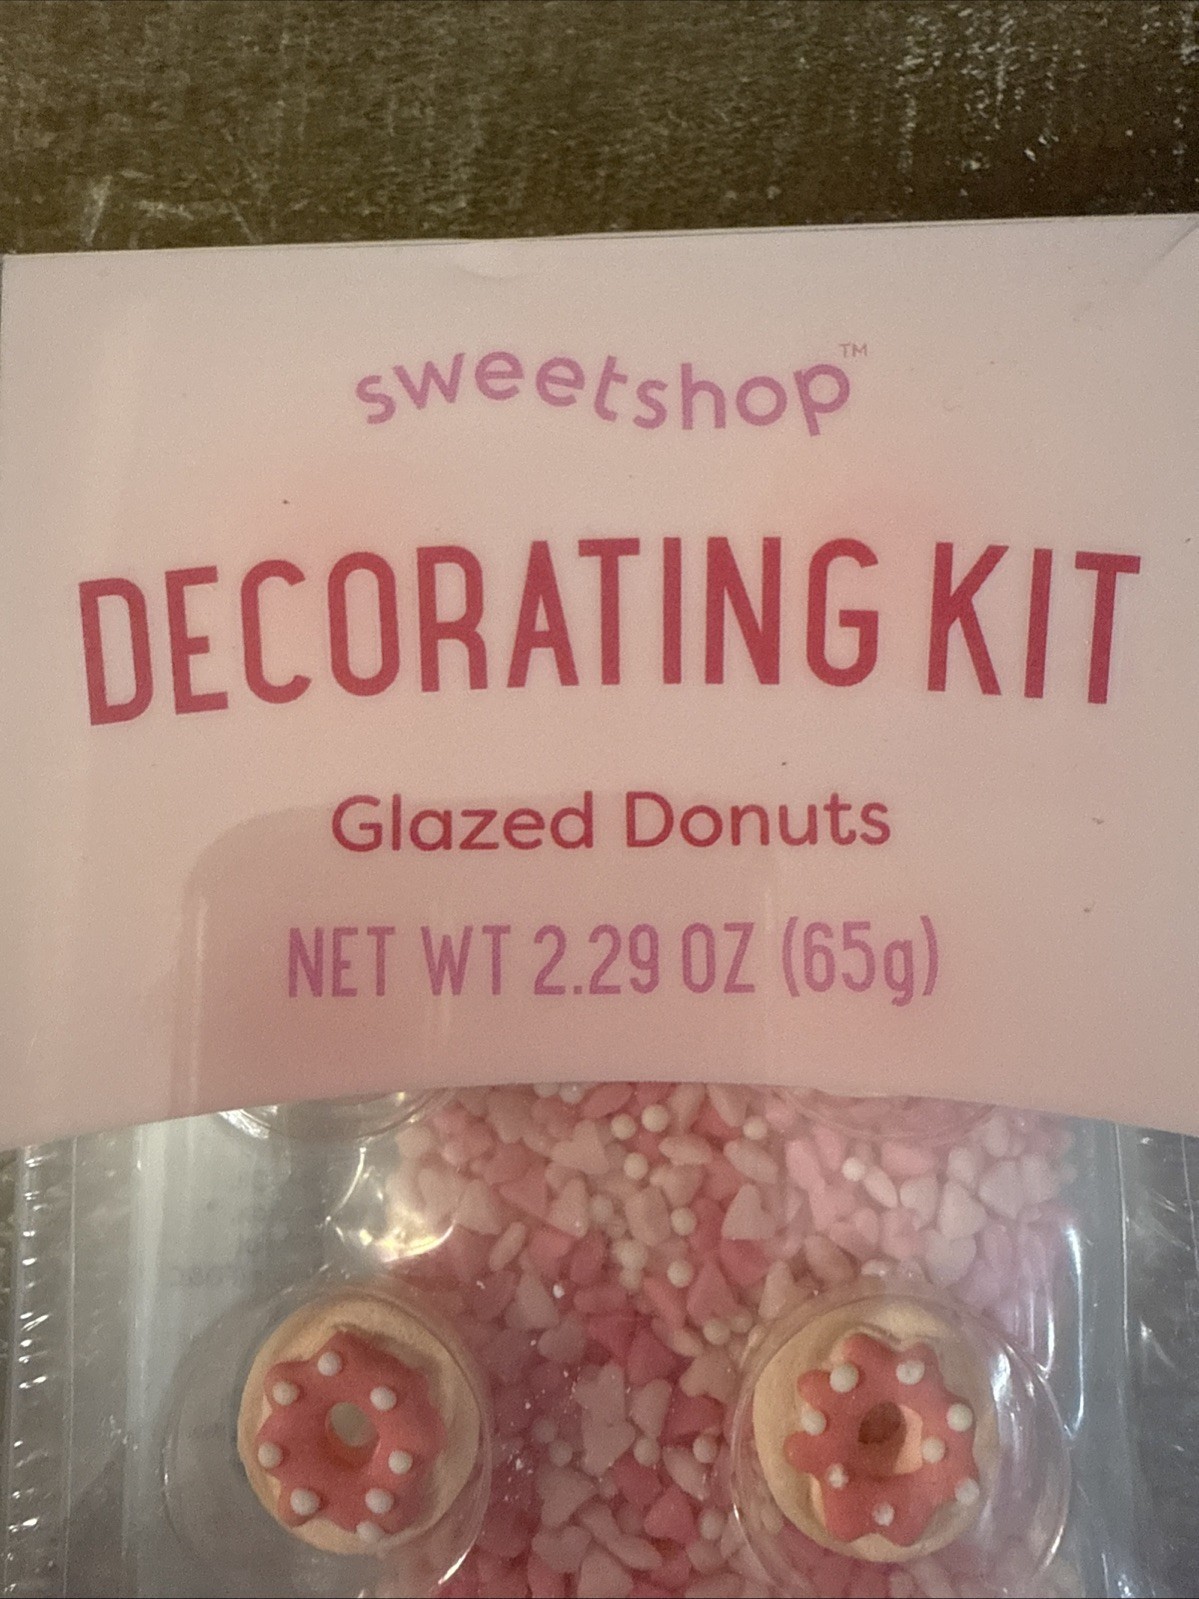 sweetshop™
DECORATING KIT
Glazed Donuts
NET WT 2.29 OZ (65g)